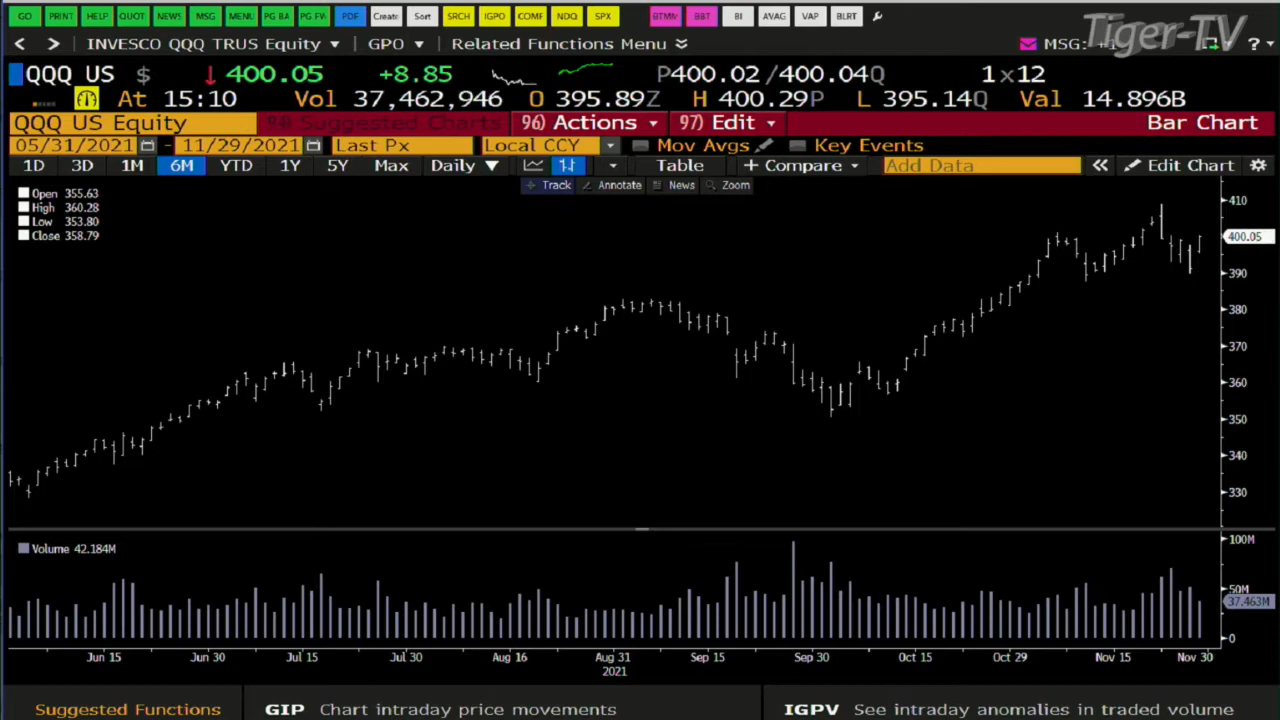 GO PRINT HELP QUOT NEWS MSG MENU PG BA PG FW PDF Create Sort SRCH IGPO COMF NDQ SPX BTMM BBT BI AVAG VAP BLRT
Tiger-TV
< > INVESCO QQQ TRUS Equity ▼ GPO ▼ Related Functions Menu MSG: +1 ?
QQQ US $ ↓ 400.05 +8.85 P400.02/400.04Q 1x12
At 15:10 Vol 37,462,946 O 395.89Z H 400.29P L 395.14Q Val 14.896B
QQQ US Equity 94) Suggested Charts 96) Actions 97) Edit Bar Chart
05/31/2021 - 11/29/2021 Last Px Local CCY Mov Avgs Key Events
1D 3D 1M 6M YTD 1Y 5Y Max Daily ▼ Table + Compare Add Data « Edit Chart
Track Annotate News Zoom
Open 355.63
High 360.28
Low 353.80
Close 358.79
410
400.05
390
380
370
360
350
340
330
Volume 42.184M
100M
50M
37.463M
0
Jun 15 Jun 30 Jul 15 Jul 30 Aug 16 Aug 31 Sep 15 Sep 30 Oct 15 Oct 29 Nov 15 Nov 30
2021
Suggested Functions GIP Chart intraday price movements IGPV See intraday anomalies in traded volume